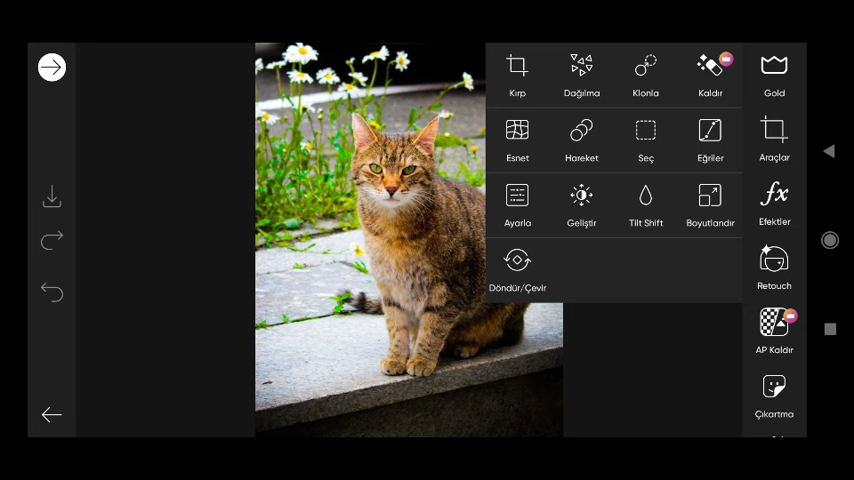 Kırp
Dağılma
Klonla
Kaldır
Gold
Esnet
Hareket
Seç
Eğriler
Araçlar
Ayarla
Geliştir
Tilt Shift
Boyutlandır
fx
Efektler
Döndür/Çevir
Retouch
AP Kaldır
Çıkartma